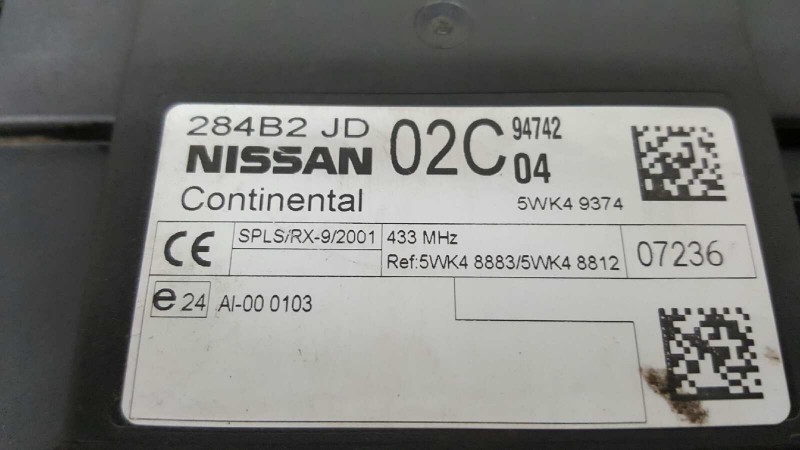 284B2 JD 02C 94742
NISSAN 04
Continental 5WK4 9374
CE SPLS/RX-9/2001 433 MHz
Ref:5WK4 8883/5WK4 8812 07236
e 24 AI-00 0103